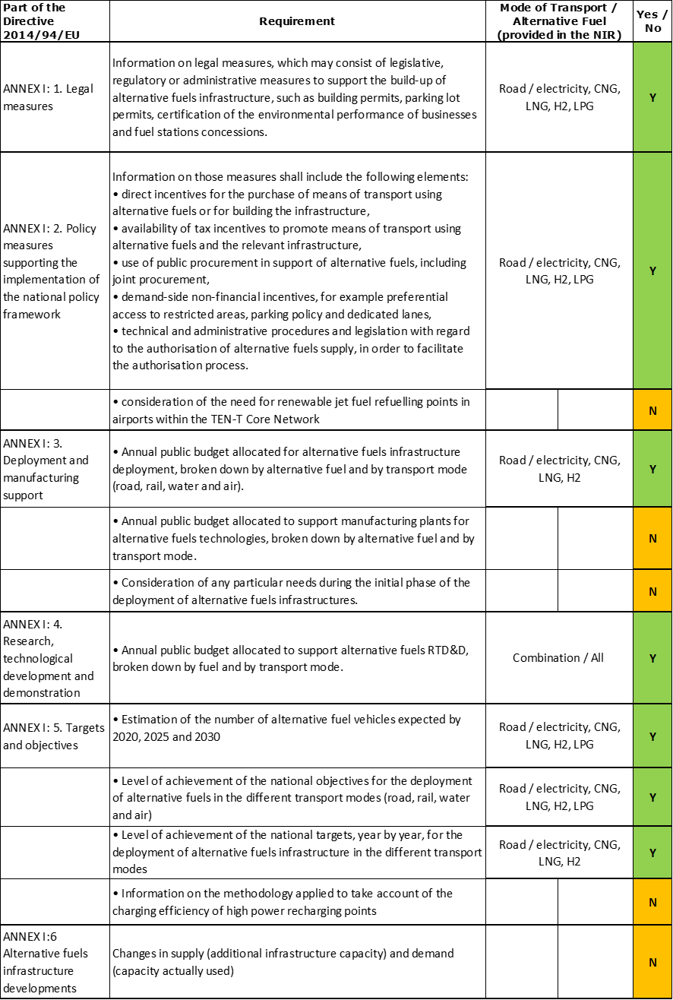 Part of the
Directive
2014/94/EU
Requirement
Mode of Transport /
Alternative Fuel
(provided in the NIR)
Yes /
No
ANNEX I: 1. Legal
measures
Information on legal measures, which may consist of legislative,
regulatory or administrative measures to support the build-up of
alternative fuels infrastructure, such as building permits, parking lot
permits, certification of the environmental performance of businesses
and fuel stations concessions.
Road / electricity, CNG,
LNG, H2, LPG
Y
ANNEX I: 2. Policy
measures
supporting the
implementation of
the national policy
framework
Information on those measures shall include the following elements:
• direct incentives for the purchase of means of transport using
alternative fuels or for building the infrastructure,
• availability of tax incentives to promote means of transport using
alternative fuels and the relevant infrastructure,
• use of public procurement in support of alternative fuels, including
joint procurement,
• demand-side non-financial incentives, for example preferential
access to restricted areas, parking policy and dedicated lanes,
• technical and administrative procedures and legislation with regard
to the authorisation of alternative fuels supply, in order to facilitate
the authorisation process.
Road / electricity, CNG,
LNG, H2, LPG
Y
• consideration of the need for renewable jet fuel refuelling points in
airports within the TEN-T Core Network
N
ANNEX I: 3.
Deployment and
manufacturing
support
• Annual public budget allocated for alternative fuels infrastructure
deployment, broken down by alternative fuel and by transport mode
(road, rail, water and air).
Road / electricity, CNG,
LNG, H2
Y
• Annual public budget allocated to support manufacturing plants for
alternative fuels technologies, broken down by alternative fuel and by
transport mode.
N
• Consideration of any particular needs during the initial phase of the
deployment of alternative fuels infrastructures.
N
ANNEX I: 4.
Research,
technological
development and
demonstration
• Annual public budget allocated to support alternative fuels RTD&D,
broken down by fuel and by transport mode.
Combination / All
Y
ANNEX I: 5. Targets
and objectives
• Estimation of the number of alternative fuel vehicles expected by
2020, 2025 and 2030
Road / electricity, CNG,
LNG, H2, LPG
Y
• Level of achievement of the national objectives for the deployment
of alternative fuels in the different transport modes (road, rail, water
and air)
Road / electricity, CNG,
LNG, H2, LPG
Y
• Level of achievement of the national targets, year by year, for the
deployment of alternative fuels infrastructure in the different transport
modes
Road / electricity, CNG,
LNG, H2
Y
• Information on the methodology applied to take account of the
charging efficiency of high power recharging points
N
ANNEX I:6
Alternative fuels
infrastructure
developments
Changes in supply (additional infrastructure capacity) and demand
(capacity actually used)
N